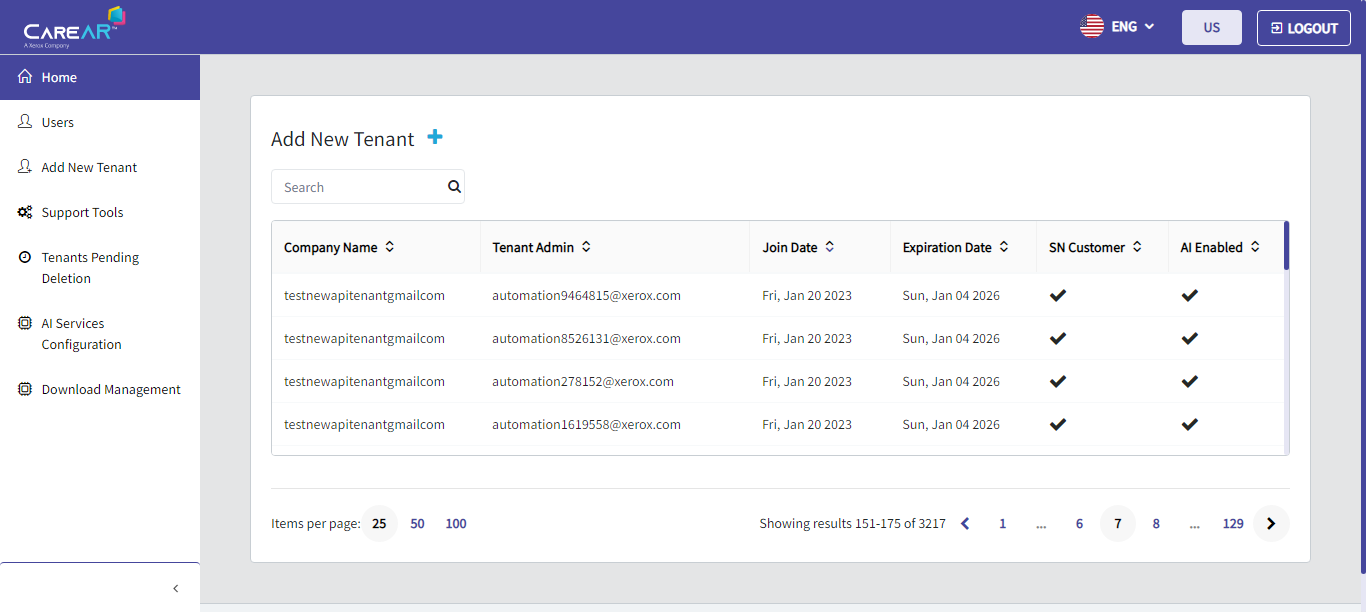 CAREAR™
A Xerox Company
ENG
US
LOGOUT
Home
Users
Add New Tenant
Support Tools
Tenants Pending
Deletion
AI Services
Configuration
Download Management
Add New Tenant
Search
Company Name Tenant Admin Join Date Expiration Date SN Customer AI Enabled
testnewapitenantgmailcom automation9464815@xerox.com Fri, Jan 20 2023 Sun, Jan 04 2026
testnewapitenantgmailcom automation8526131@xerox.com Fri, Jan 20 2023 Sun, Jan 04 2026
testnewapitenantgmailcom automation278152@xerox.com Fri, Jan 20 2023 Sun, Jan 04 2026
testnewapitenantgmailcom automation1619558@xerox.com Fri, Jan 20 2023 Sun, Jan 04 2026
Items per page: 25 50 100
Showing results 151-175 of 3217 1 ... 6 7 8 ... 129